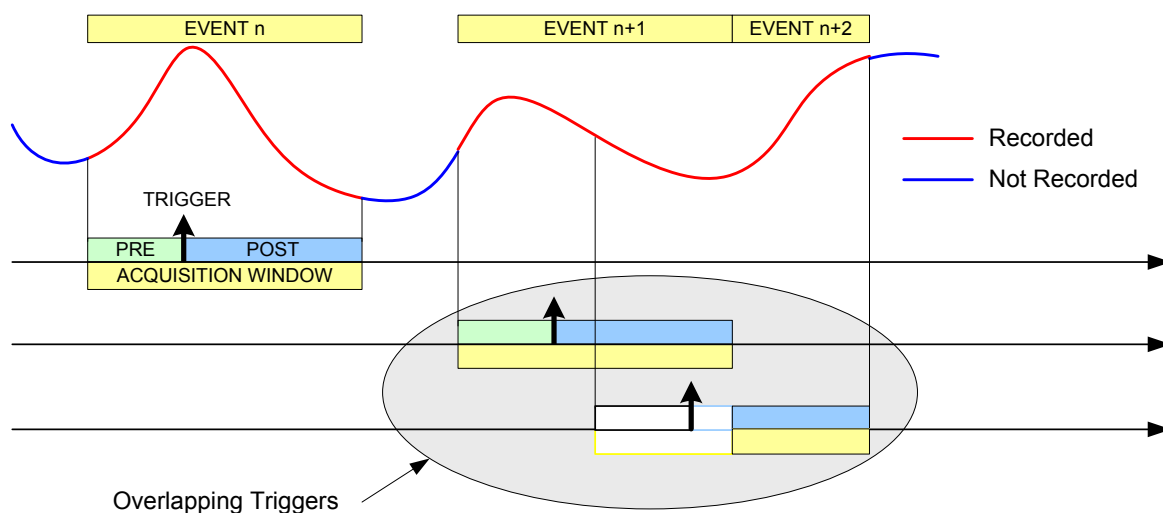 EVENT n
EVENT n+1
EVENT n+2
Recorded
Not Recorded
TRIGGER
PRE
POST
ACQUISITION WINDOW
Overlapping Triggers